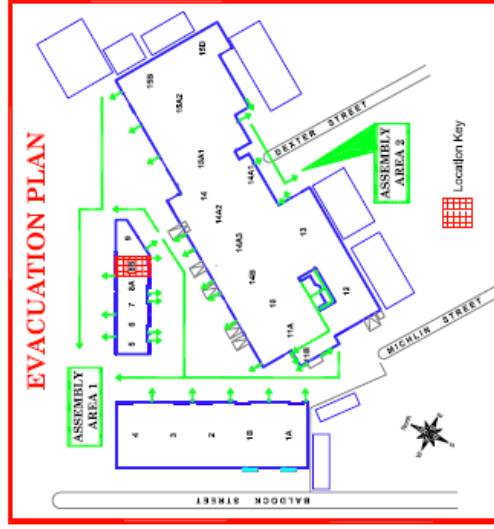 EVACUATION PLAN
ASSEMBLY
AREA 1
ASSEMBLY
AREA 2
Location Key
DEXTER STREET
MICHLIN STREET
BALDOCK STREET
5
6
7
8A
8B
9
4
3
2
1B
1A
15B
15D
15A2
15A1
14
14A2
14A1
14A3
14B
13
10
12
11A
11B
N
E
S
W